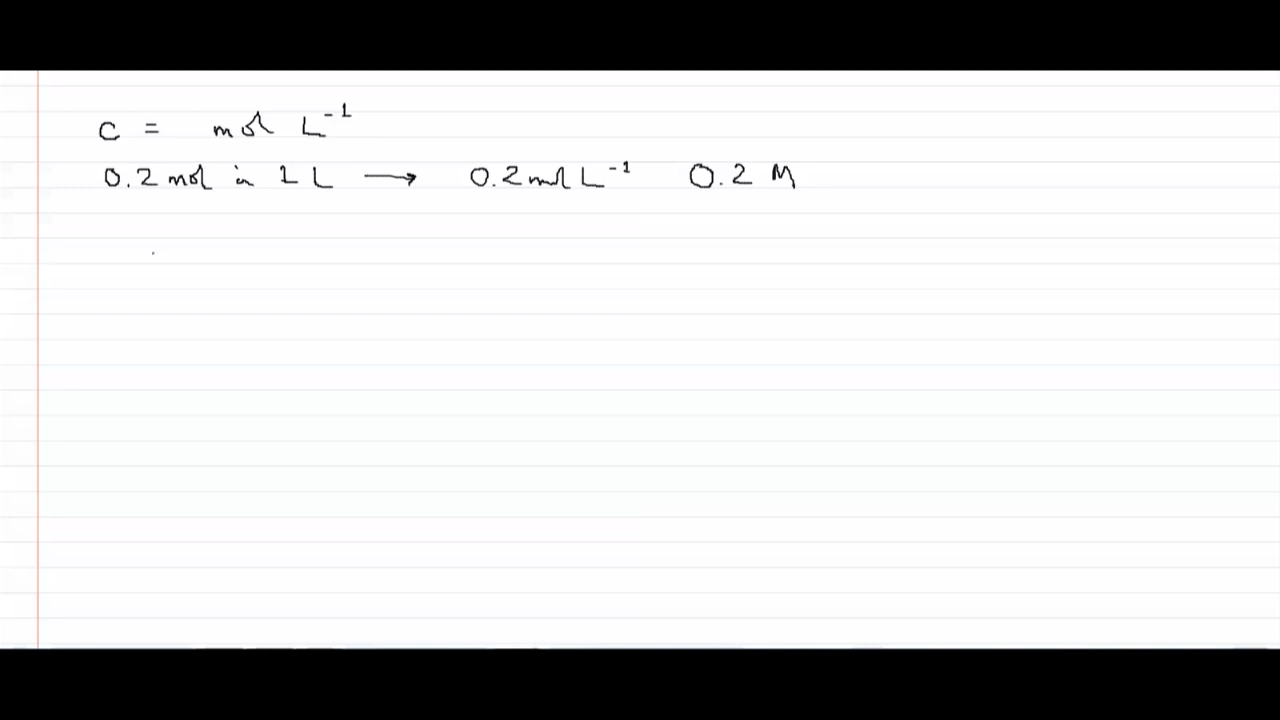 c = mol L⁻¹
0.2 mol in 1 L → 0.2 mol L⁻¹ 0.2 M